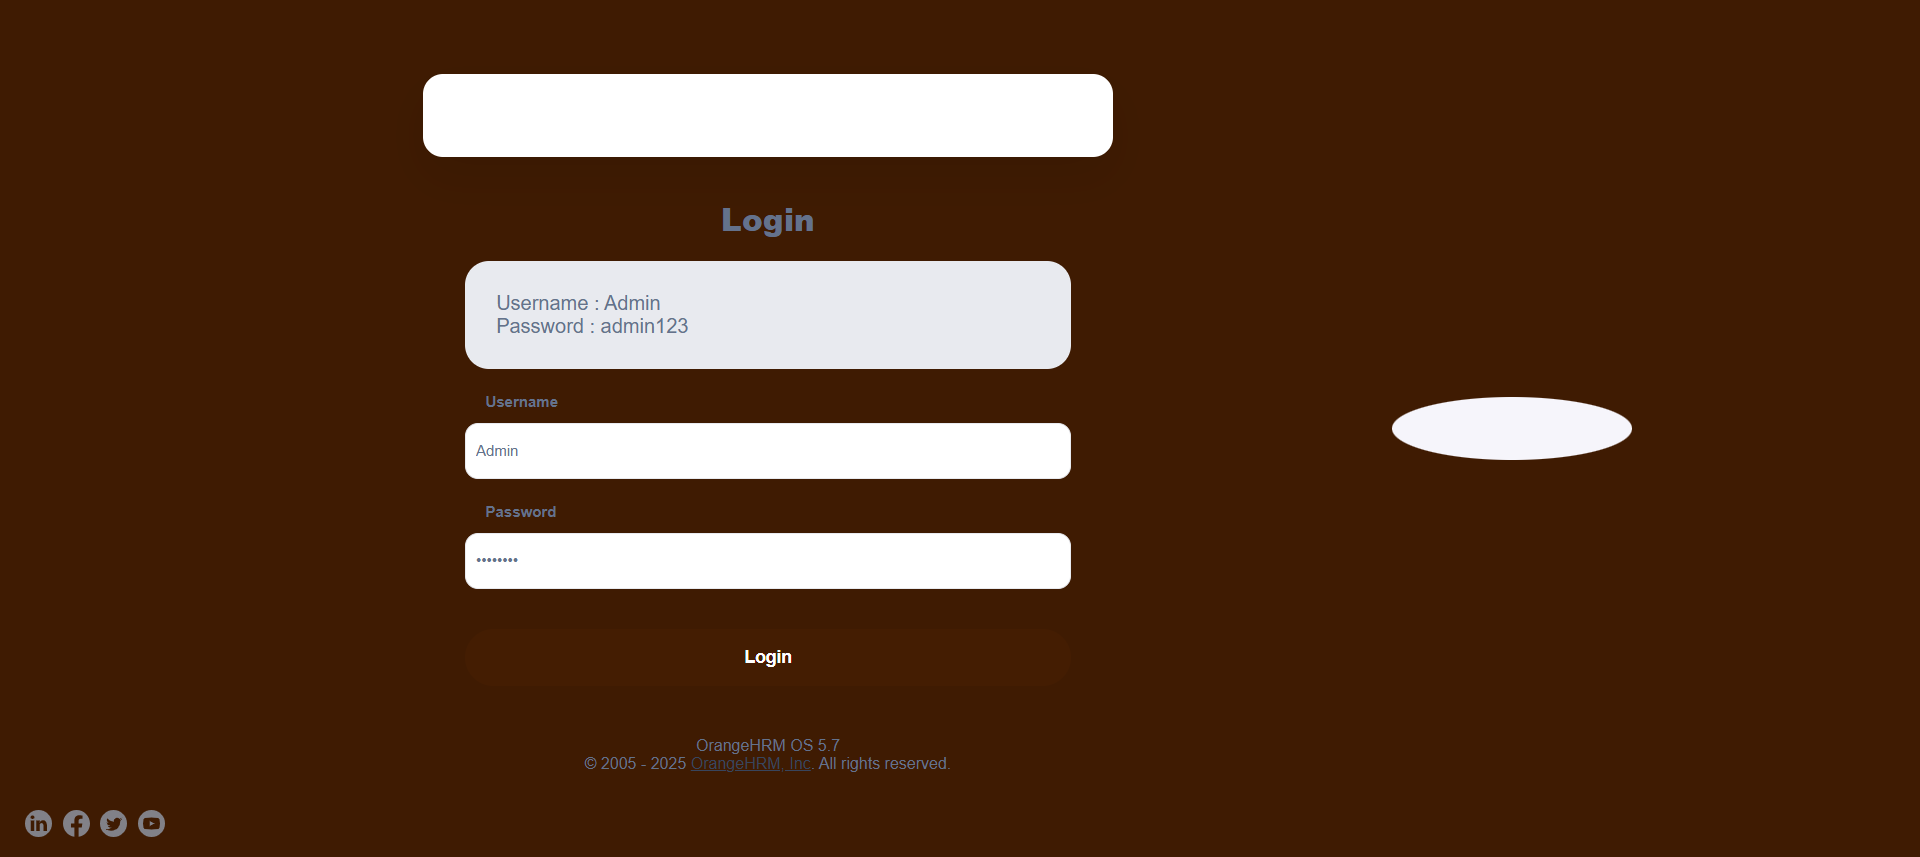 Login
Username : Admin
Password : admin123
Username
Admin
Password
••••••••
Login
OrangeHRM OS 5.7
© 2005 - 2025 OrangeHRM, Inc. All rights reserved.